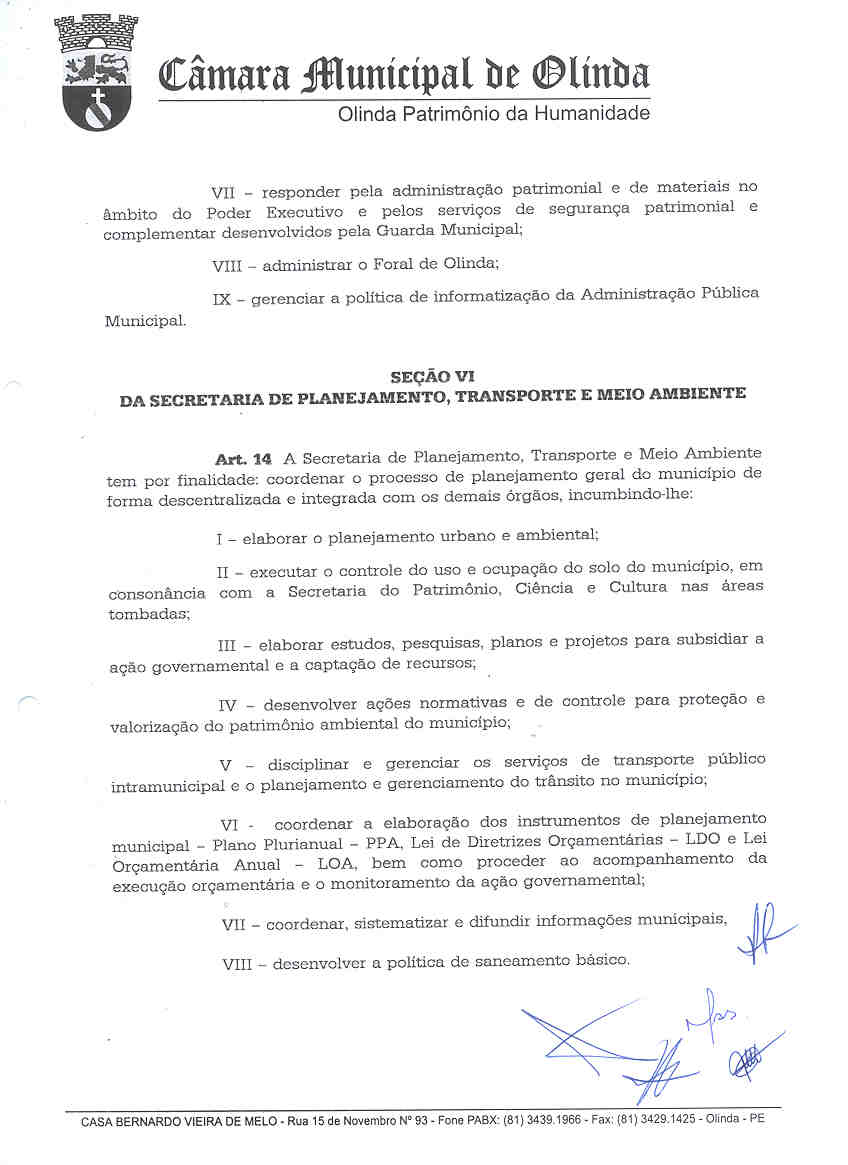 Câmara Municipal de Olinda
Olinda Patrimônio da Humanidade
VII – responder pela administração patrimonial e de materiais no
âmbito do Poder Executivo e pelos serviços de segurança patrimonial e
complementar desenvolvidos pela Guarda Municipal;
VIII – administrar o Foral de Olinda;
IX – gerenciar a política de informatização da Administração Pública
Municipal.
SEÇÃO VI
DA SECRETARIA DE PLANEJAMENTO, TRANSPORTE E MEIO AMBIENTE
Art. 14 A Secretaria de Planejamento, Transporte e Meio Ambiente
tem por finalidade: coordenar o processo de planejamento geral do município de
forma descentralizada e integrada com os demais órgãos, incumbindo-lhe:
I – elaborar o planejamento urbano e ambiental;
II – executar o controle do uso e ocupação do solo do município, em
consonância com a Secretaria do Patrimônio, Ciência e Cultura nas áreas
tombadas;
III – elaborar estudos, pesquisas, planos e projetos para subsidiar a
ação governamental e a captação de recursos;
IV – desenvolver ações normativas e de controle para proteção e
valorização do patrimônio ambiental do município;
V – disciplinar e gerenciar os serviços de transporte público
intramunicipal e o planejamento e gerenciamento do trânsito no município;
VI - coordenar a elaboração dos instrumentos de planejamento
municipal – Plano Plurianual – PPA, Lei de Diretrizes Orçamentárias – LDO e Lei
Orçamentária Anual – LOA, bem como proceder ao acompanhamento da
execução orçamentária e o monitoramento da ação governamental;
VII – coordenar, sistematizar e difundir informações municipais,
VIII – desenvolver a política de saneamento básico.
CASA BERNARDO VIEIRA DE MELO - Rua 15 de Novembro Nº 93 - Fone PABX: (81) 3439.1966 - Fax: (81) 3429.1425 - Olinda - PE